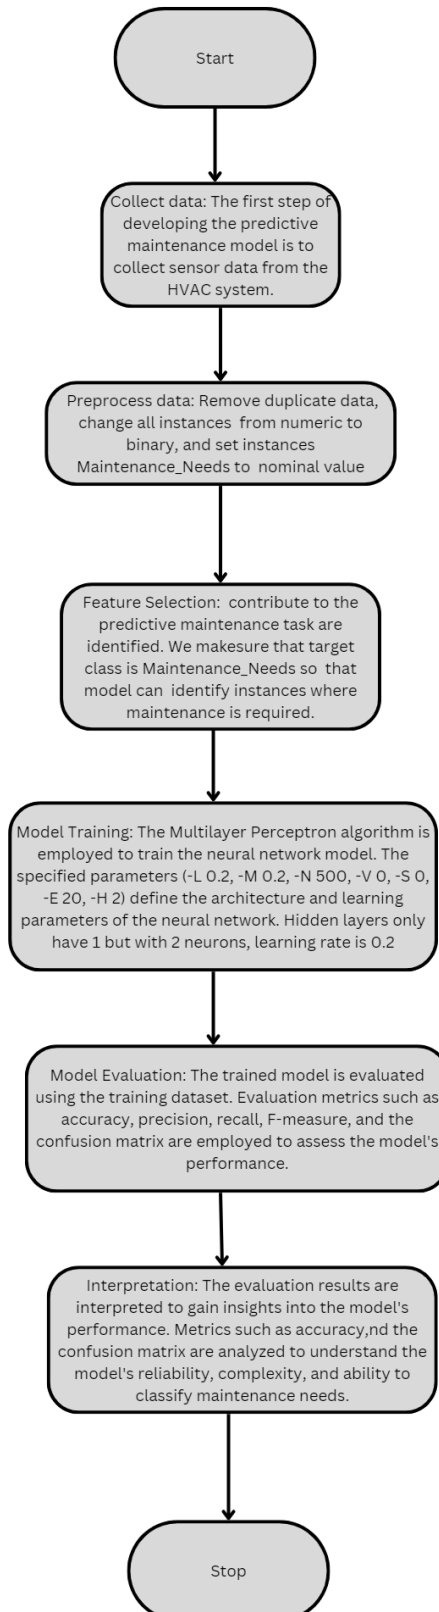 Start
Collect data: The first step of
developing the predictive
maintenance model is to
collect sensor data from the
HVAC system.
Preprocess data: Remove duplicate data,
change all instances from numeric to
binary, and set instances
Maintenance_Needs to nominal value
Feature Selection: contribute to the
predictive maintenance task are
identified. We makesure that target
class is Maintenance_Needs so that
model can identify instances where
maintenance is required.
Model Training: The Multilayer Perceptron algorithm is
employed to train the neural network model. The
specified parameters (-L 0.2, -M 0.2, -N 500, -V 0, -S 0,
-E 20, -H 2) define the architecture and learning
parameters of the neural network. Hidden layers only
have 1 but with 2 neurons, learning rate is 0.2
Model Evaluation: The trained model is evaluated
using the training dataset. Evaluation metrics such as
accuracy, precision, recall, F-measure, and the
confusion matrix are employed to assess the model's
performance.
Interpretation: The evaluation results are
interpreted to gain insights into the model's
performance. Metrics such as accuracy,nd the
confusion matrix are analyzed to understand the
model's reliability, complexity, and ability to
classify maintenance needs.
Stop